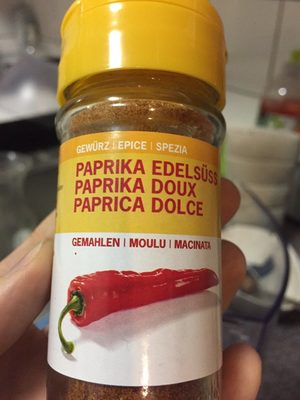 GEWÜRZ | EPICE | SPEZIA
PAPRIKA EDELSÜSS
PAPRIKA DOUX
PAPRICA DOLCE
GEMAHLEN | MOULU | MACINATA